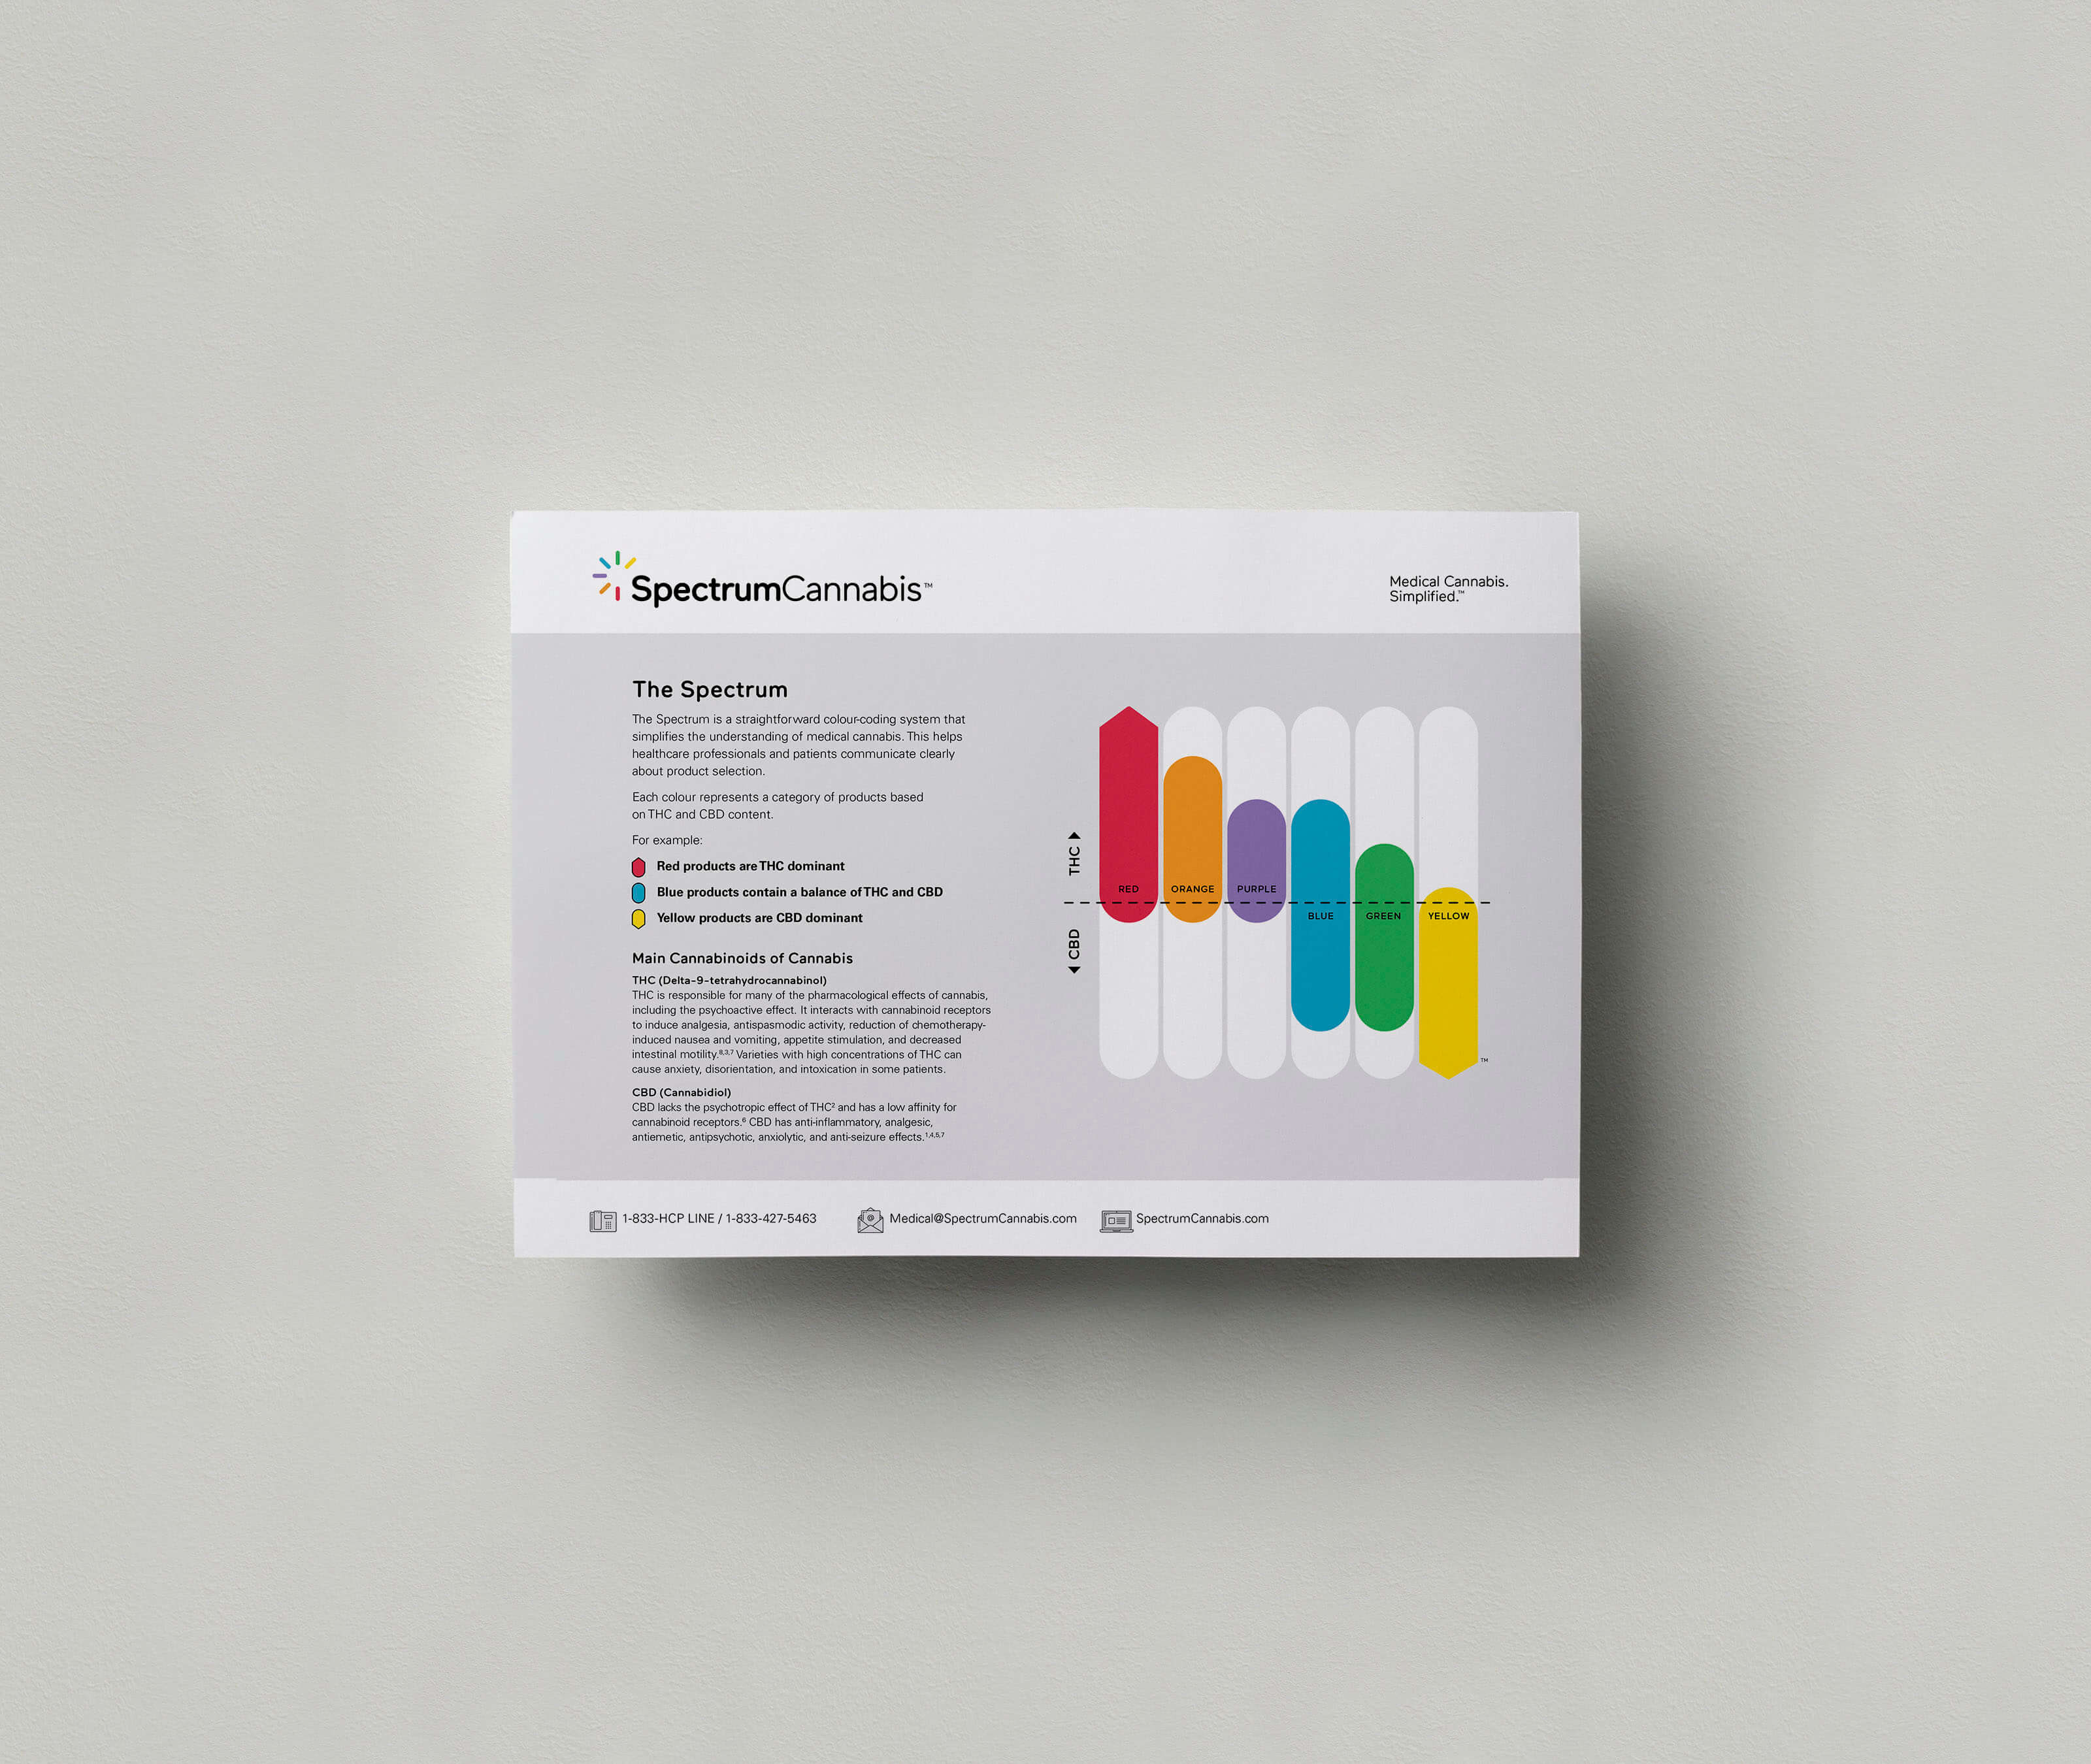 SpectrumCannabis™
Medical Cannabis.
Simplified.™
The Spectrum
The Spectrum is a straightforward colour-coding system that
simplifies the understanding of medical cannabis. This helps
healthcare professionals and patients communicate clearly
about product selection.
Each colour represents a category of products based
on THC and CBD content.
For example:
Red products are THC dominant
Blue products contain a balance of THC and CBD
Yellow products are CBD dominant
Main Cannabinoids of Cannabis
THC (Delta-9-tetrahydrocannabinol)
THC is responsible for many of the pharmacological effects of cannabis,
including the psychoactive effect. It interacts with cannabinoid receptors
to induce analgesia, antispasmodic activity, reduction of chemotherapy-
induced nausea and vomiting, appetite stimulation, and decreased
intestinal motility.8,3,7 Varieties with high concentrations of THC can
cause anxiety, disorientation, and intoxication in some patients.
CBD (Cannabidiol)
CBD lacks the psychotropic effect of THC² and has a low affinity for
cannabinoid receptors.⁶ CBD has anti-inflammatory, analgesic,
antiemetic, antipsychotic, anxiolytic, and anti-seizure effects.1,4,5,7
THC
CBD
RED ORANGE PURPLE
BLUE GREEN YELLOW
™
1-833-HCP LINE / 1-833-427-5463
Medical@SpectrumCannabis.com
SpectrumCannabis.com